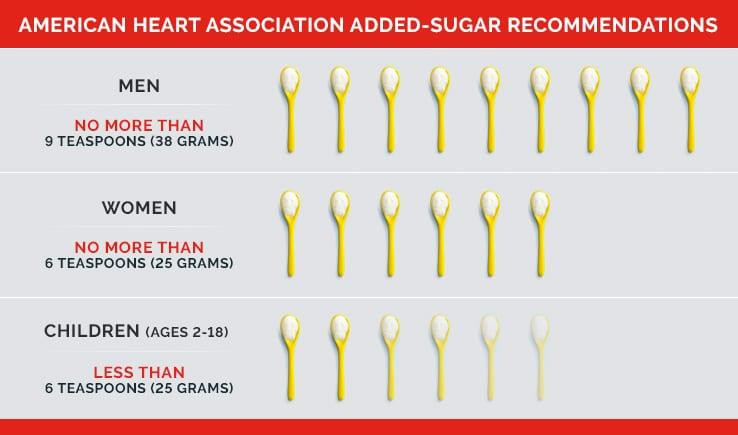 AMERICAN HEART ASSOCIATION ADDED-SUGAR RECOMMENDATIONS
MEN
NO MORE THAN
9 TEASPOONS (38 GRAMS)
WOMEN
NO MORE THAN
6 TEASPOONS (25 GRAMS)
CHILDREN (AGES 2-18)
LESS THAN
6 TEASPOONS (25 GRAMS)